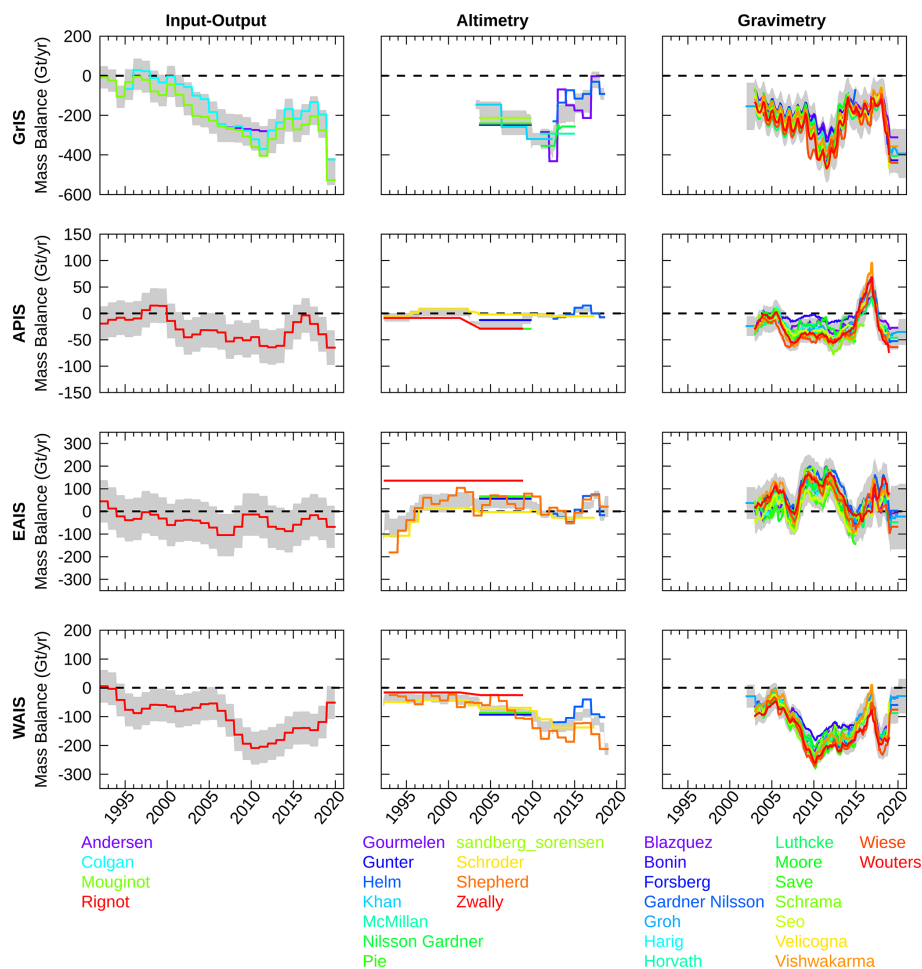 Input-Output
Altimetry
Gravimetry
GrIS
Mass Balance (Gt/yr)
200
0
-200
-400
-600
APIS
Mass Balance (Gt/yr)
150
100
50
0
-50
-100
-150
EAIS
Mass Balance (Gt/yr)
300
200
100
0
-100
-200
-300
WAIS
Mass Balance (Gt/yr)
200
100
0
-100
-200
-300
1995 2000 2005 2010 2015 2020
1995 2000 2005 2010 2015 2020
1995 2000 2005 2010 2015 2020
Andersen
Colgan
Mouginot
Rignot
Gourmelen
Gunter
Helm
Khan
McMillan
Nilsson Gardner
Pie
sandberg_sorensen
Schroder
Shepherd
Zwally
Blazquez
Bonin
Forsberg
Gardner Nilsson
Groh
Harig
Horvath
Luthcke
Moore
Save
Schrama
Seo
Velicogna
Vishwakarma
Wiese
Wouters